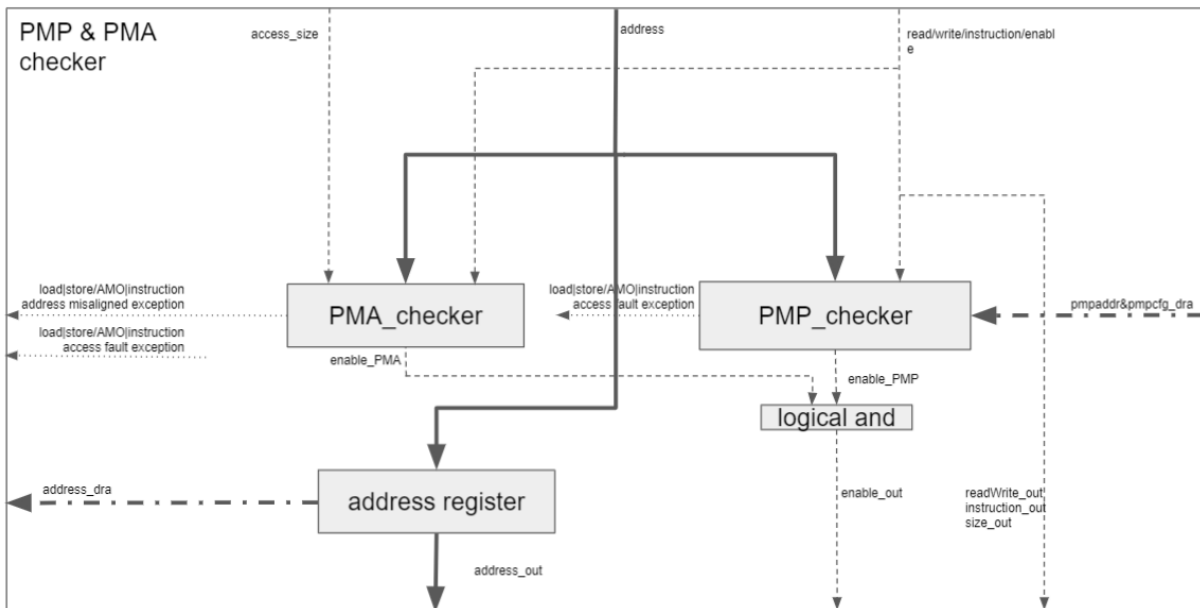 PMP & PMA
checker
access_size
address
read/write/instruction/enabl
e
load|store/AMO|instruction
address misaligned exception
load|store/AMO|instruction
access fault exception
PMA_checker
load|store/AMO|instruction
access fault exception
PMP_checker
pmpaddr&pmpcfg_dra
enable_PMA
enable_PMP
logical and
address_dra
address register
enable_out
readWrite_out
instruction_out
size_out
address_out